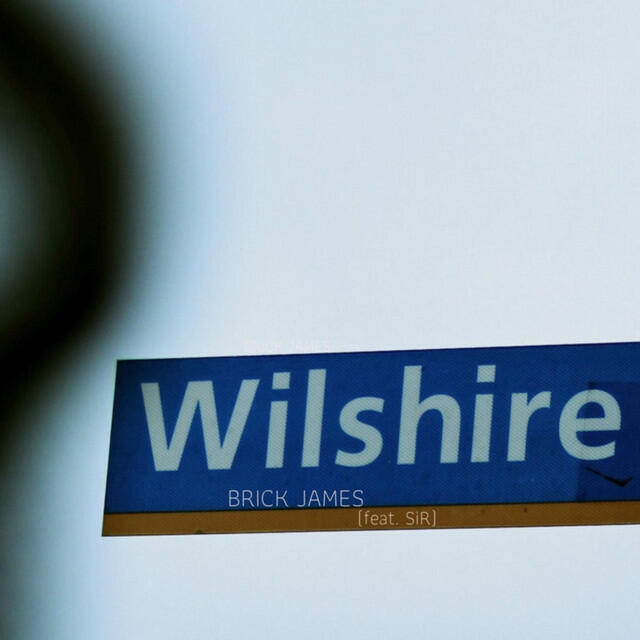 Wilshire
BRICK JAMES
(feat. SiR)